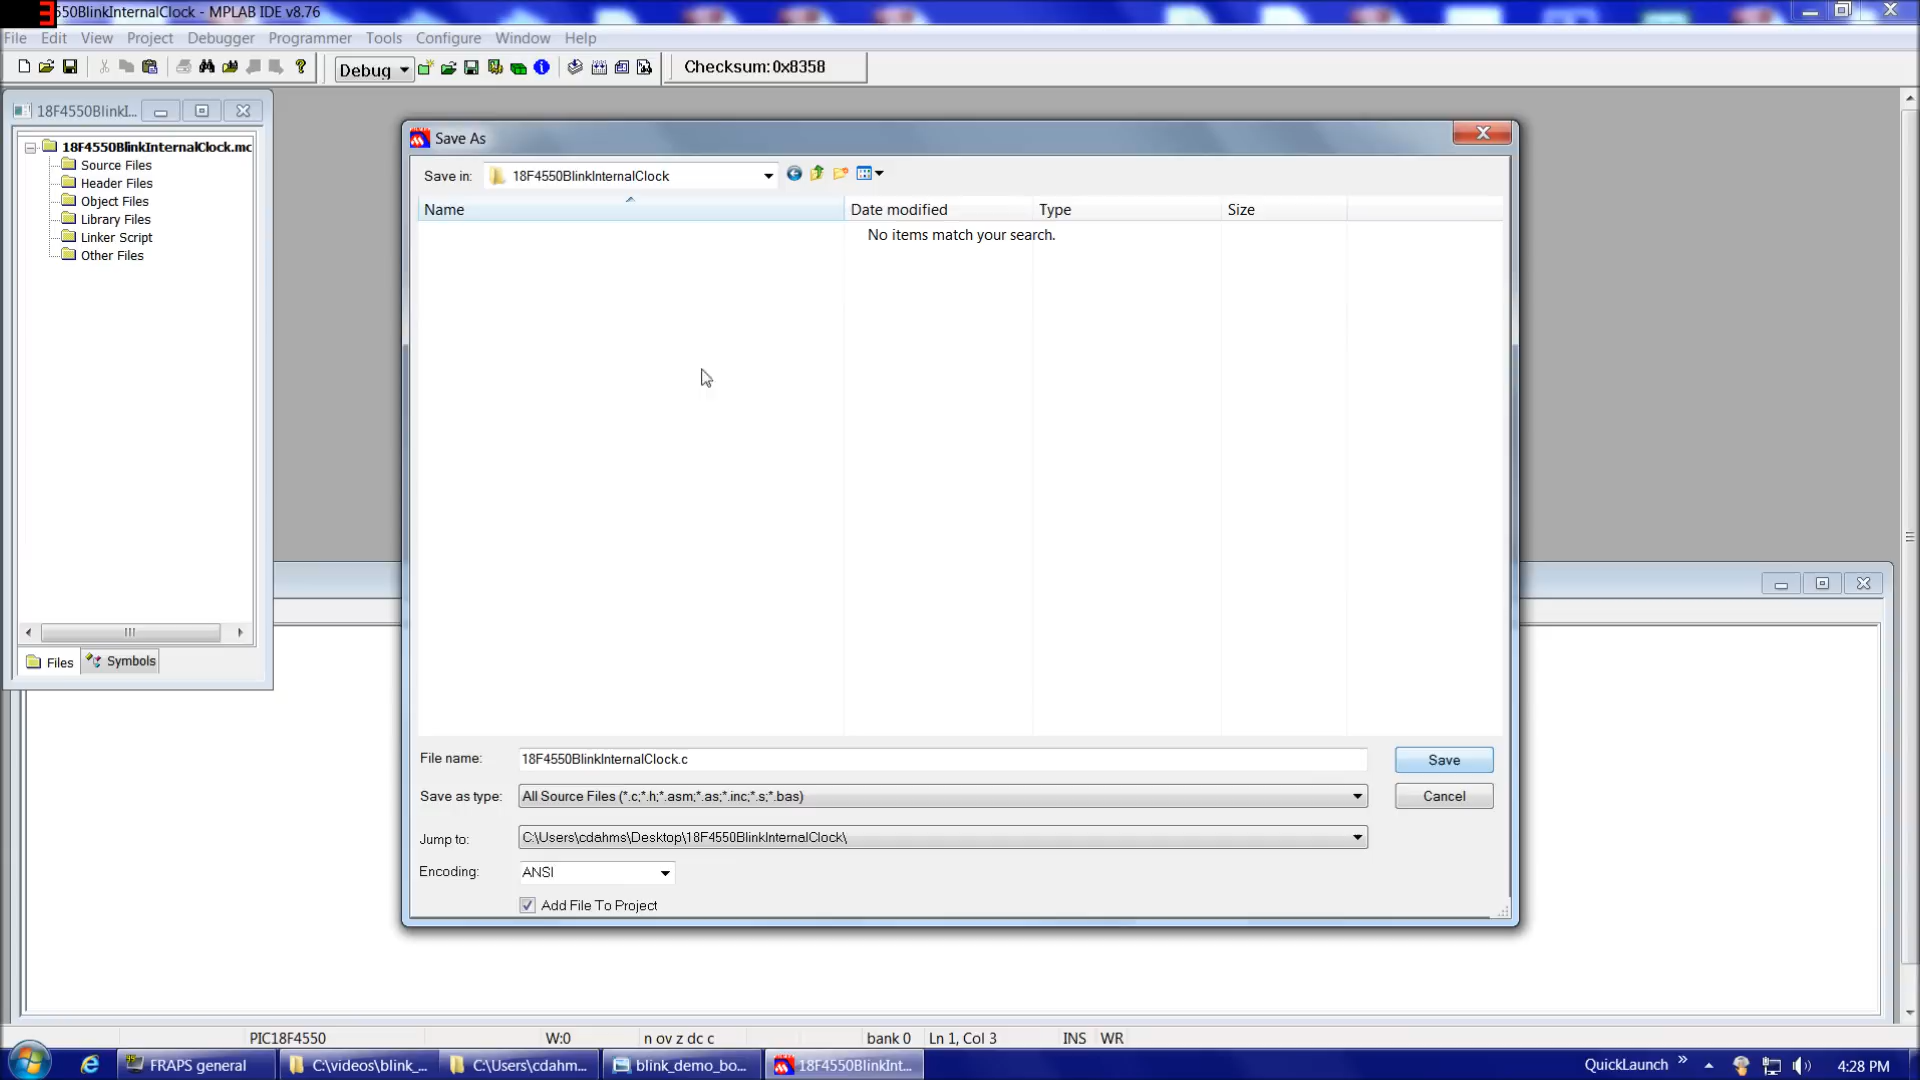 3
550BlinkInternalClock - MPLAB IDE v8.76
File Edit View Project Debugger Programmer Tools Configure Window Help
Debug
Checksum: 0x8358
18F4550BlinkI...
18F4550BlinkInternalClock.mc
Source Files
Header Files
Object Files
Library Files
Linker Script
Other Files
Files Symbols
Save As
Save in: 18F4550BlinkInternalClock
Name Date modified Type Size
No items match your search.
File name: 18F4550BlinkInternalClock.c Save
Save as type: All Source Files (*.c;*.h;*.asm;*.as;*.inc;*.s;*.bas) Cancel
Jump to: C:\Users\cdahms\Desktop\18F4550BlinkInternalClock\
Encoding: ANSI
Add File To Project
PIC18F4550 W:0 n ov z dc c bank 0 Ln 1, Col 3 INS WR
FRAPS general C:\videos\blink_... C:\Users\cdahm... blink_demo_bo... 18F4550BlinkInt... QuickLaunch » 4:28 PM